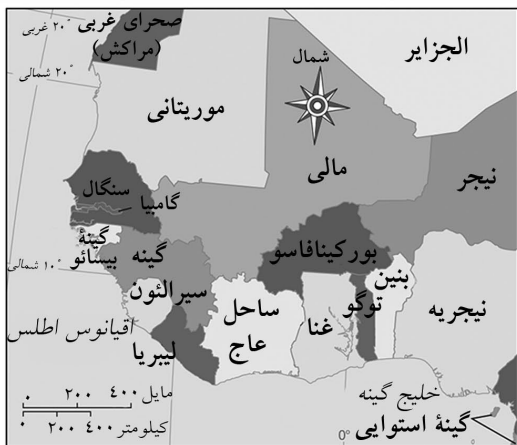 صحرای غربی
(مراکش)
۲۰° غربی
۲۰° شمالی
الجزایر
شمال
موریتانی
مالی
نیجر
سنگال
گامبیا
گینهٔ
بیسائو
گینه
۱۰° شمالی
سیرالئون
لیبریا
ساحل
عاج
بورکینافاسو
غنا
توگو
بنین
نیجریه
اقیانوس اطلس
خلیج گینه
گینهٔ استوایی
۰°
۰ ۲۰۰ ۴۰۰ مایل
۰ ۲۰۰ ۴۰۰ کیلومتر